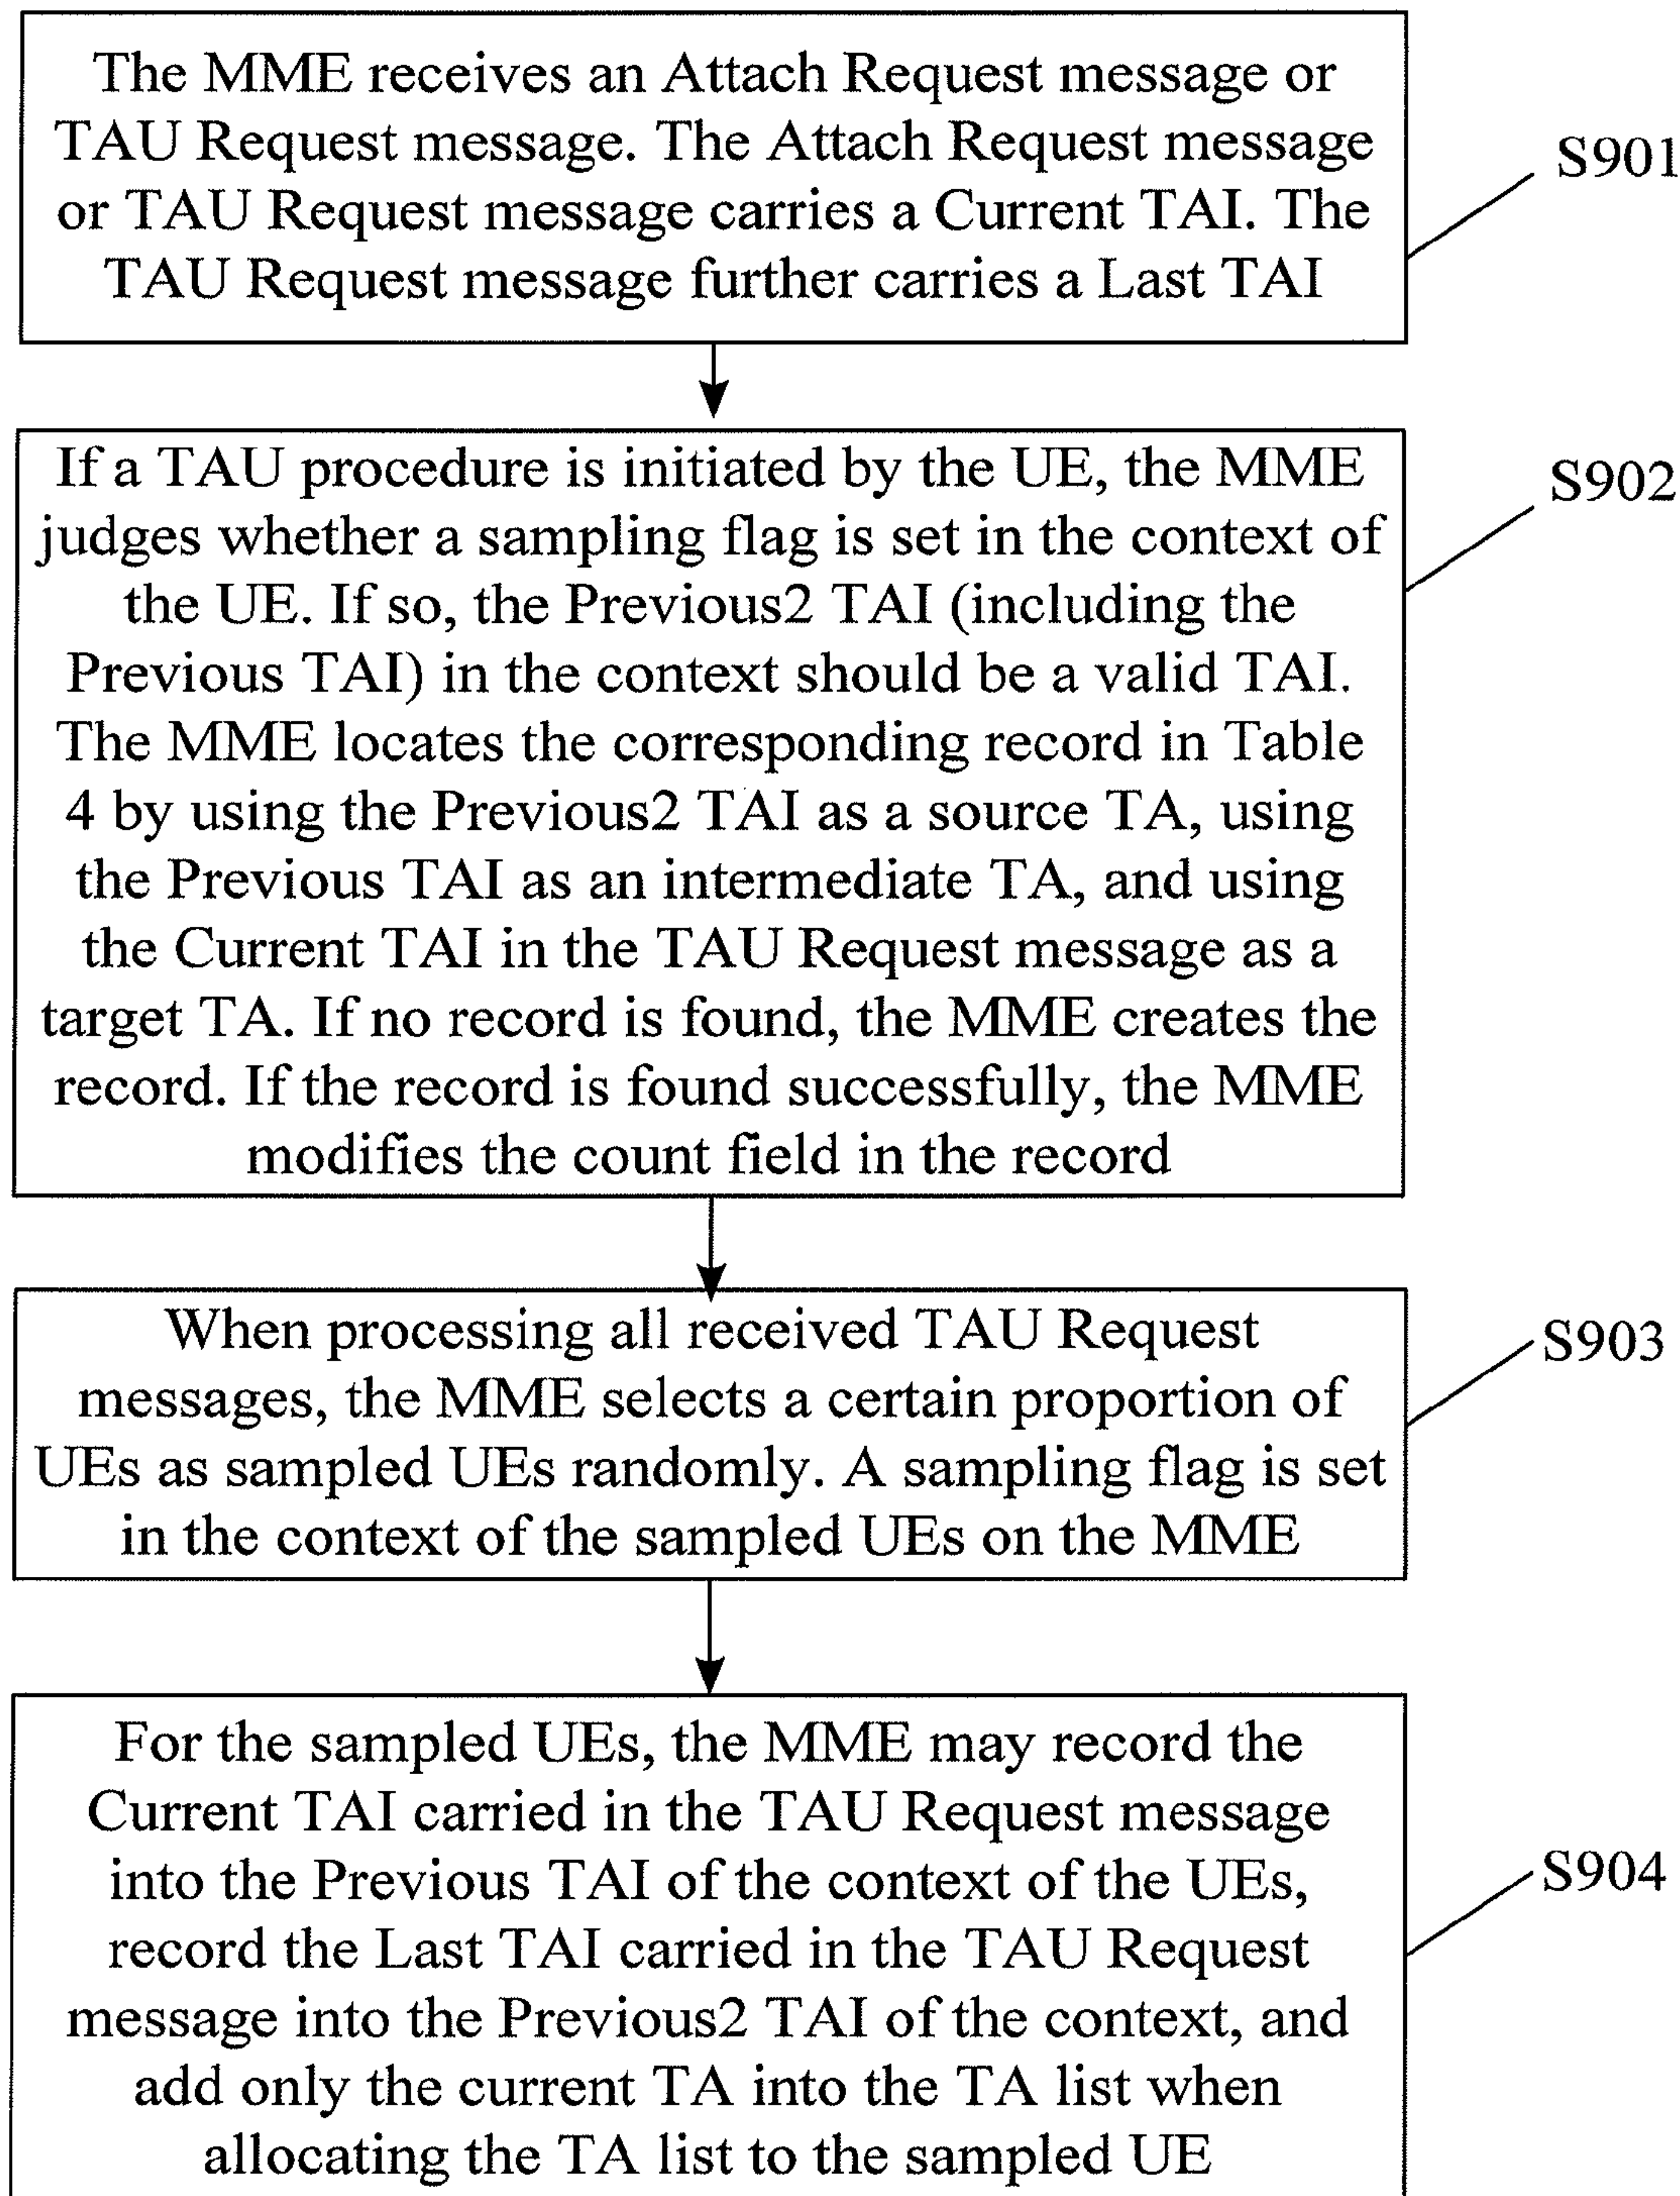 The MME receives an Attach Request message or
TAU Request message. The Attach Request message
or TAU Request message carries a Current TAI. The
TAU Request message further carries a Last TAI
S901
If a TAU procedure is initiated by the UE, the MME
judges whether a sampling flag is set in the context of
the UE. If so, the Previous2 TAI (including the
Previous TAI) in the context should be a valid TAI.
The MME locates the corresponding record in Table
4 by using the Previous2 TAI as a source TA, using
the Previous TAI as an intermediate TA, and using
the Current TAI in the TAU Request message as a
target TA. If no record is found, the MME creates the
record. If the record is found successfully, the MME
modifies the count field in the record
S902
When processing all received TAU Request
messages, the MME selects a certain proportion of
UEs as sampled UEs randomly. A sampling flag is set
in the context of the sampled UEs on the MME
S903
For the sampled UEs, the MME may record the
Current TAI carried in the TAU Request message
into the Previous TAI of the context of the UEs,
record the Last TAI carried in the TAU Request
message into the Previous2 TAI of the context, and
add only the current TA into the TA list when
allocating the TA list to the sampled UE
S904